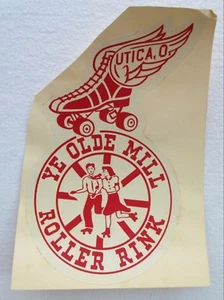 UTICA, O.
YE OLDE MILL
ROLLER RINK